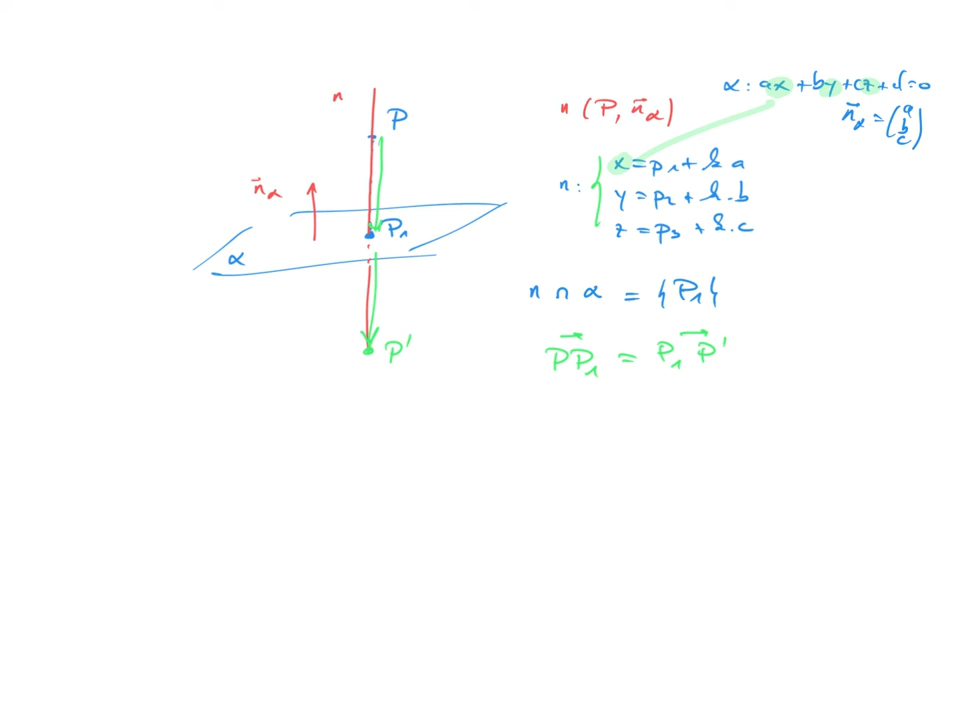 n
P
n⃗α
P₁
α
P'
α: ax + by + cz + d = 0
n⃗α = (a b c)
n (P, n⃗α)
n: { x = p₁ + k a
y = p₂ + k . b
z = p₃ + k . c
n ∩ α = {P₁}
PP₁⃗ = P₁P'⃗